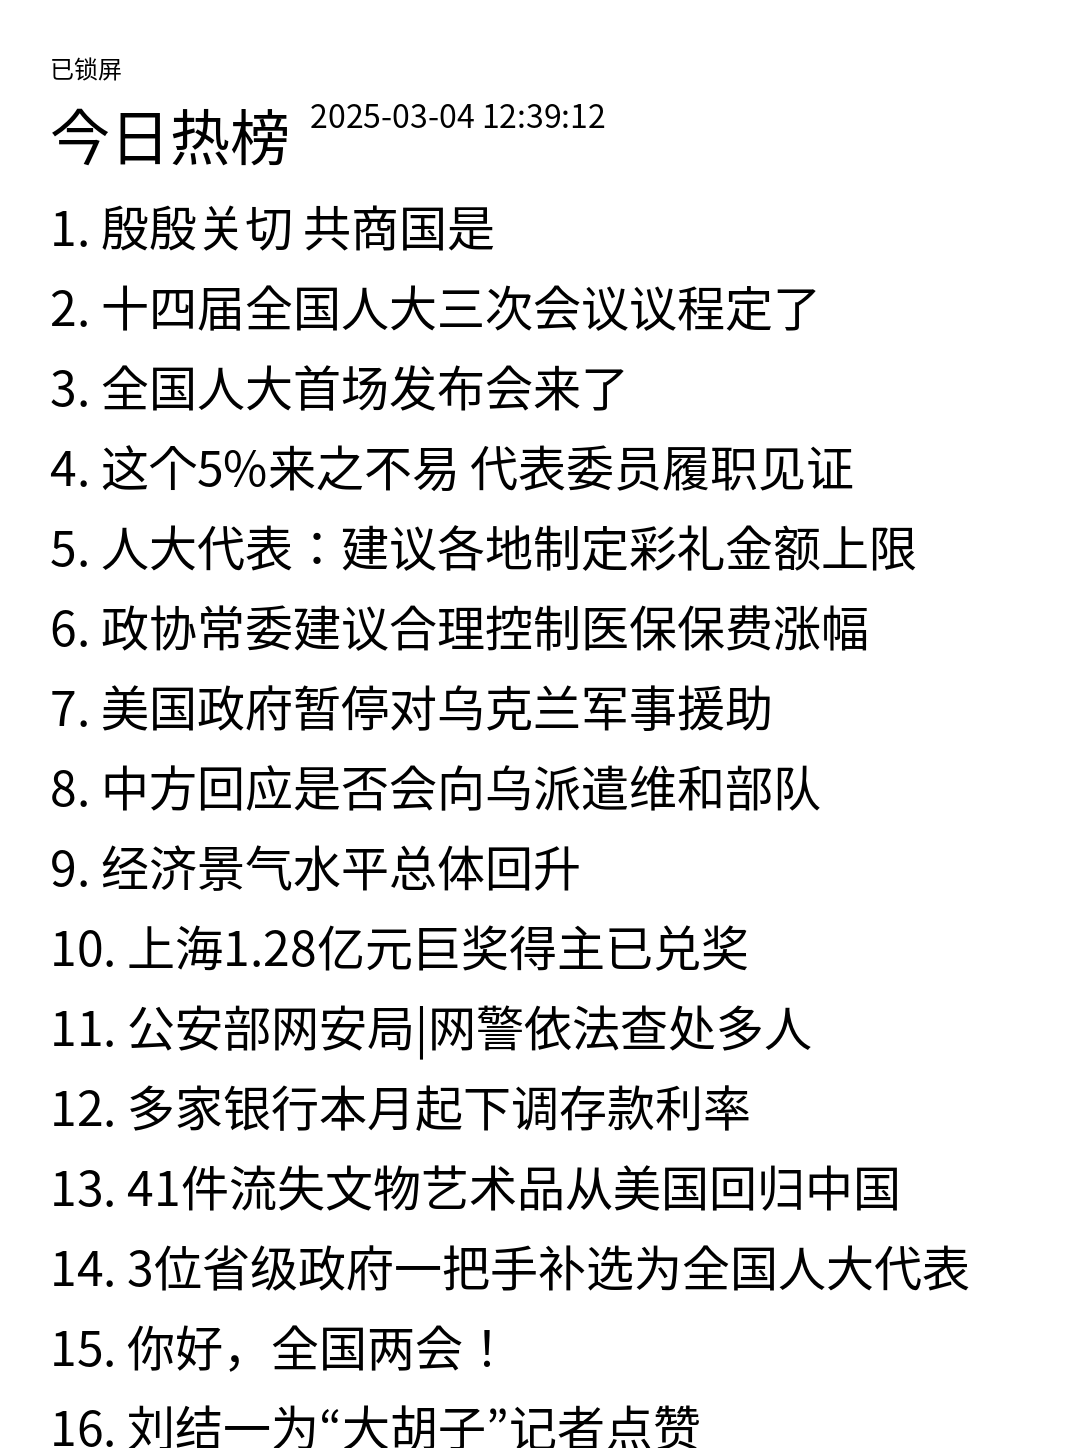 已锁屏
今日热榜 2025-03-04 12:39:12
1. 殷殷关切 共商国是
2. 十四届全国人大三次会议议程定了
3. 全国人大首场发布会来了
4. 这个5%来之不易 代表委员履职见证
5. 人大代表：建议各地制定彩礼金额上限
6. 政协常委建议合理控制医保保费涨幅
7. 美国政府暂停对乌克兰军事援助
8. 中方回应是否会向乌派遣维和部队
9. 经济景气水平总体回升
10. 上海1.28亿元巨奖得主已兑奖
11. 公安部网安局|网警依法查处多人
12. 多家银行本月起下调存款利率
13. 41件流失文物艺术品从美国回归中国
14. 3位省级政府一把手补选为全国人大代表
15. 你好，全国两会！
16. 刘结一为“大胡子”记者点赞